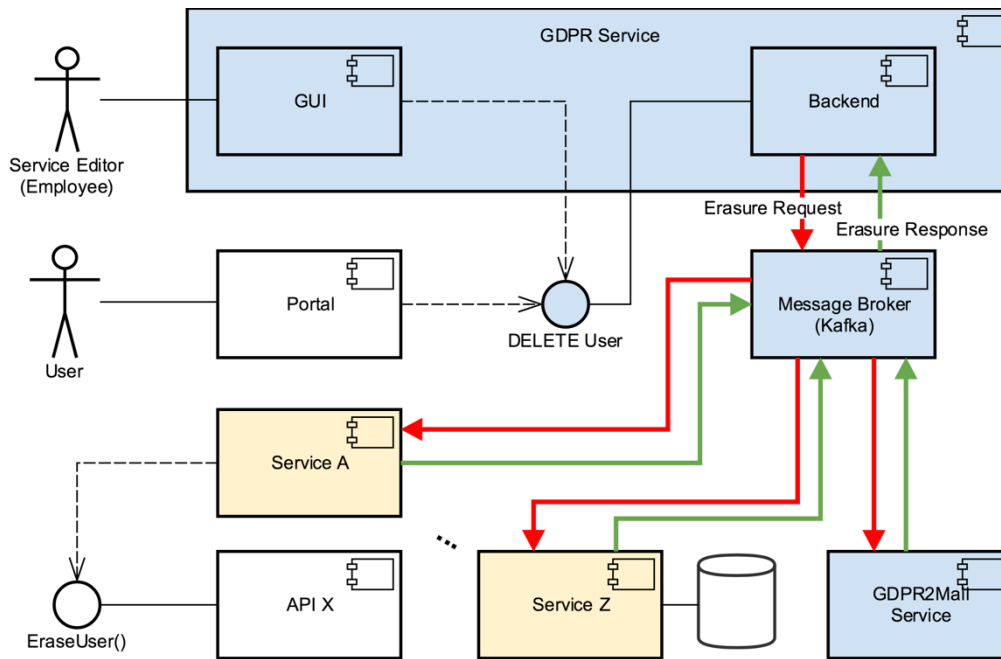 GDPR Service
GUI
Backend
Service Editor
(Employee)
Erasure Request
Erasure Response
Portal
Message Broker
(Kafka)
User
DELETE User
Service A
API X
Service Z
GDPR2Mail
Service
EraseUser()